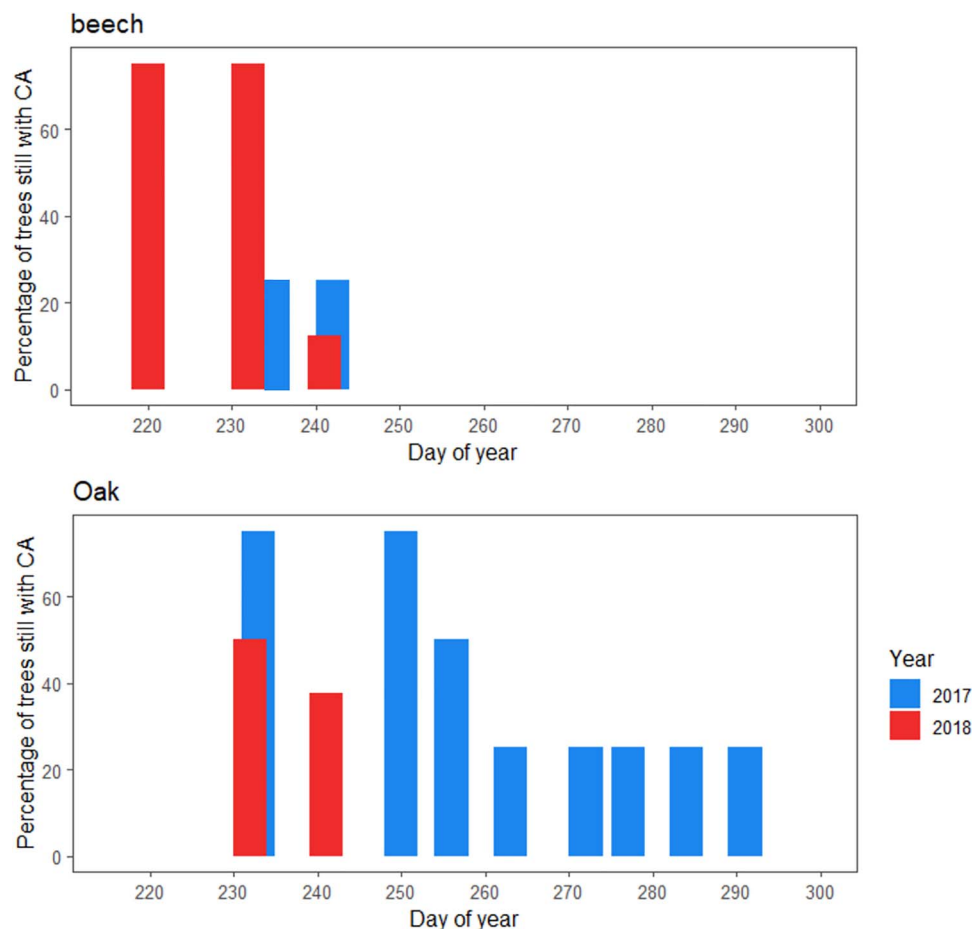 beech
Percentage of trees still with CA
60
40
20
0
220 230 240 250 260 270 280 290 300
Day of year
Oak
Percentage of trees still with CA
60
40
20
0
220 230 240 250 260 270 280 290 300
Day of year
Year
2017
2018